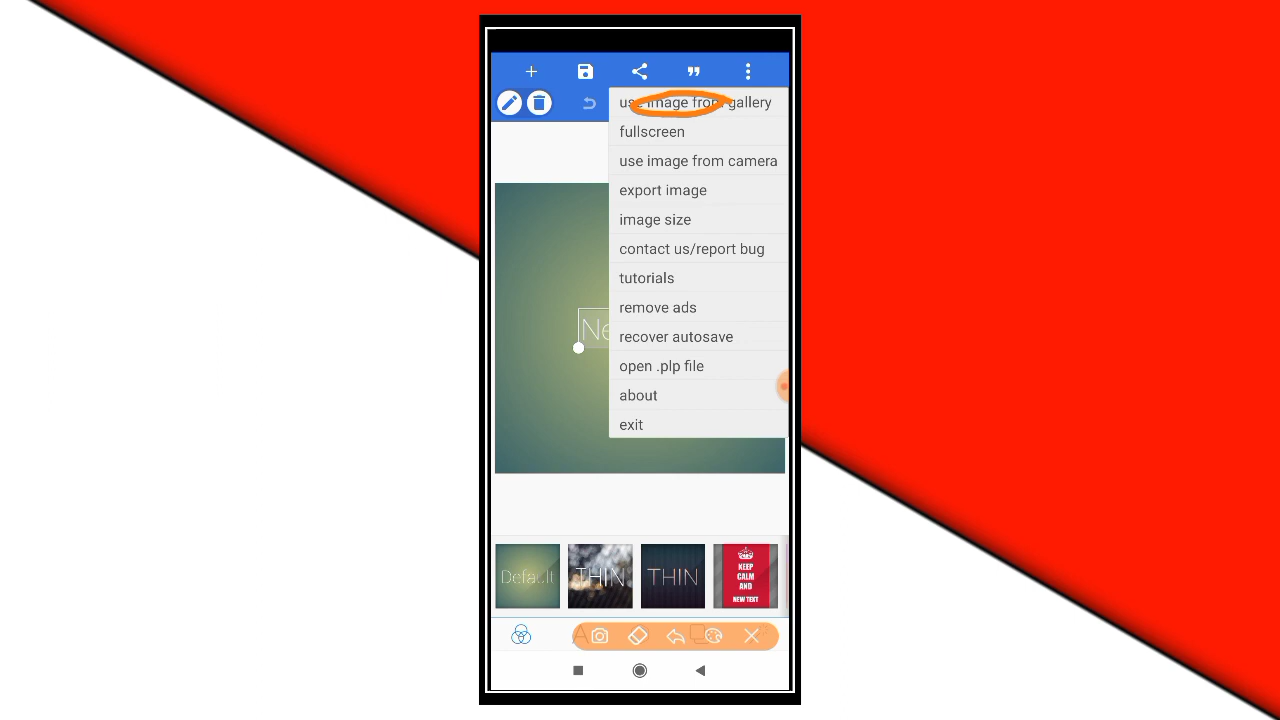 use image from gallery
fullscreen
use image from camera
export image
image size
contact us/report bug
tutorials
remove ads
recover autosave
open .plp file
about
exit
Ne
Default
THIN
THIN
KEEP
CALM
AND
NEW TEXT
A